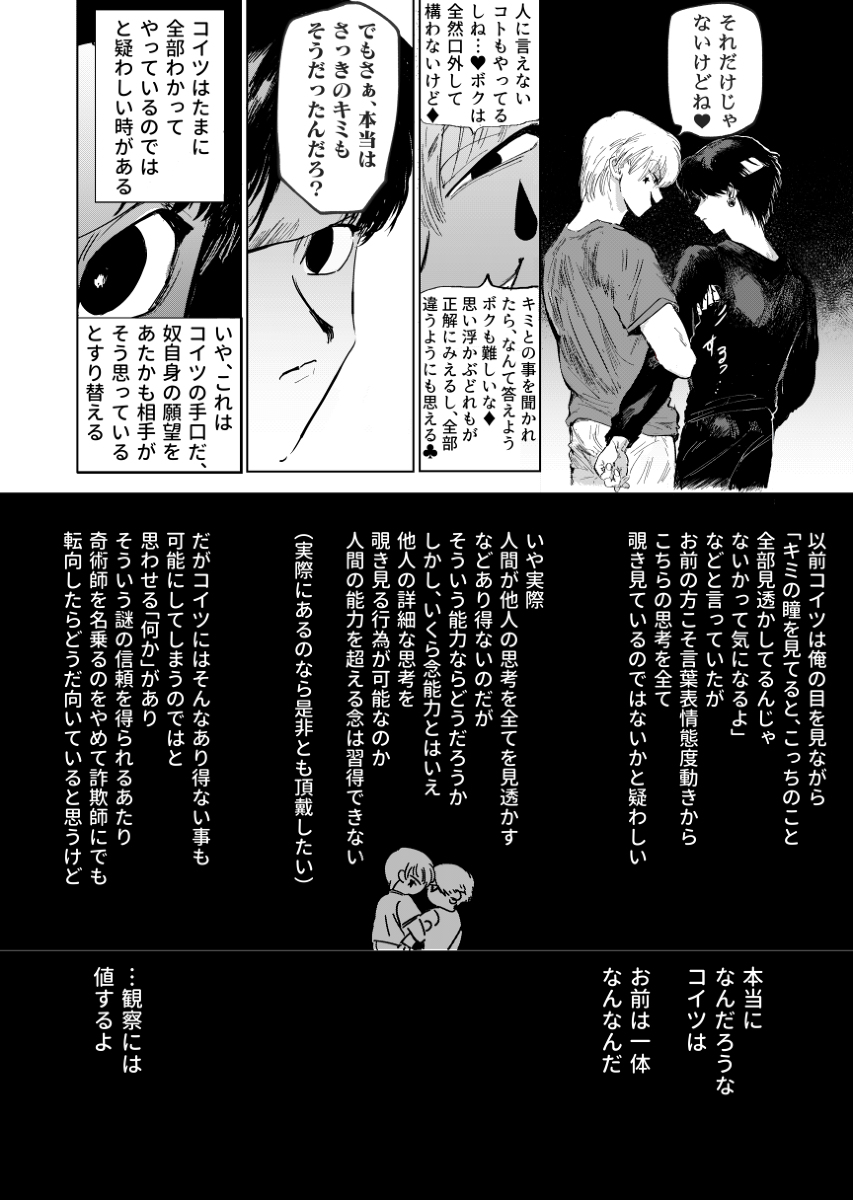 それだけじゃ
ないけどね♥
人に言えない
コトもやってる
しね…♥ボクは
全然口外して
構わないけど♦
キミとの事を聞かれ
たら、なんて答えよう
ボクも難しいな♦
思い浮かぶどれもが
正解にみえるし、全部
違うようにも思える♣
すっ…
でもさぁ、本当は
さっきのキミも
そうだったんだろ?
コイツはたまに
全部わかって
やっているのでは
と疑わしい時がある
いや、これは
コイツの手口だ、
奴自身の願望を
あたかも相手が
そう思っている
とすり替える
以前コイツは俺の目を見ながら
「キミの瞳を見てると、こっちのこと
全部見透かしてるんじゃ
ないかって気になるよ」
などと言っていたが
お前の方こそ言葉表情態度動きから
こちらの思考を全て
覗き見ているのではないかと疑わしい
いや実際
人間が他人の思考を全てを見透かす
などあり得ないのだが
そういう能力ならどうだろうか
しかし、いくら念能力とはいえ
他人の詳細な思考を
覗き見る行為が可能なのか
人間の能力を超える念は習得できない
(実際にあるのなら是非とも頂戴したい)
だがコイツにはそんなあり得ない事も
可能にしてしまうのではと
思わせる「何か」があり
そういう謎の信頼を得られるあたり
奇術師を名乗るのをやめて詐欺師にでも
転向したらどうだ向いていると思うけど
本当に
なんだろうな
コイツは
お前は一体
なんなんだ
…観察には
値するよ